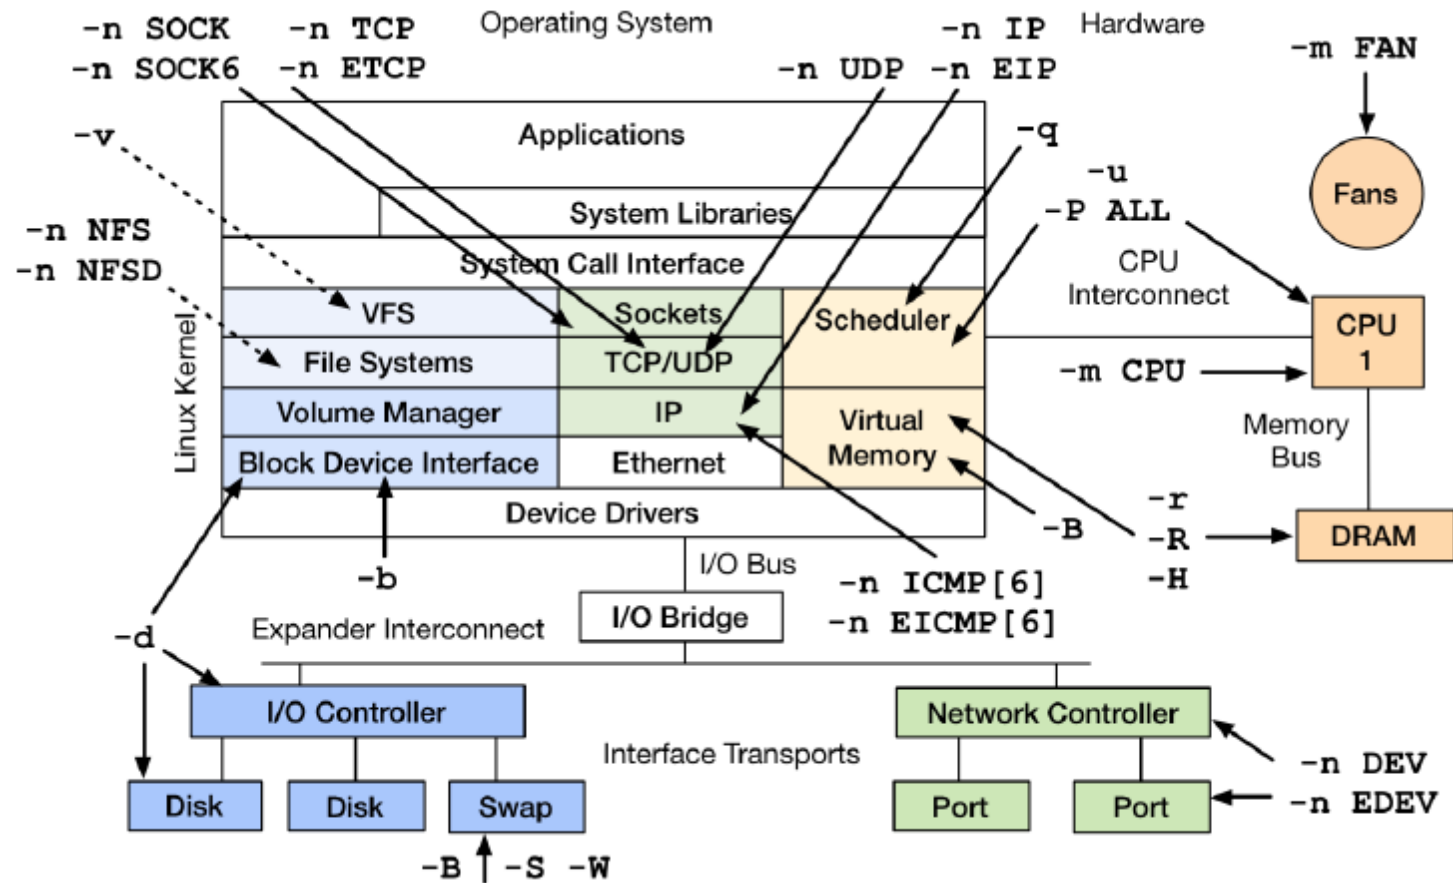 -n SOCK
-n SOCK6
-n TCP
-n ETCP
Operating System
-n UDP
-n IP
-n EIP
Hardware
-m FAN
-v
Applications
-q
-u
-P ALL
Fans
System Libraries
-n NFS
-n NFSD
System Call Interface
CPU
Interconnect
Linux Kernel
VFS
Sockets
Scheduler
CPU
1
File Systems
TCP/UDP
-m CPU
Volume Manager
IP
Virtual
Memory
Memory
Bus
Block Device Interface
Ethernet
Device Drivers
-B
-r
-R
-H
DRAM
-b
I/O Bus
-n ICMP[6]
-n EICMP[6]
I/O Bridge
-d
Expander Interconnect
I/O Controller
Network Controller
Interface Transports
-n DEV
-n EDEV
Disk
Disk
Swap
Port
Port
-B -S -W